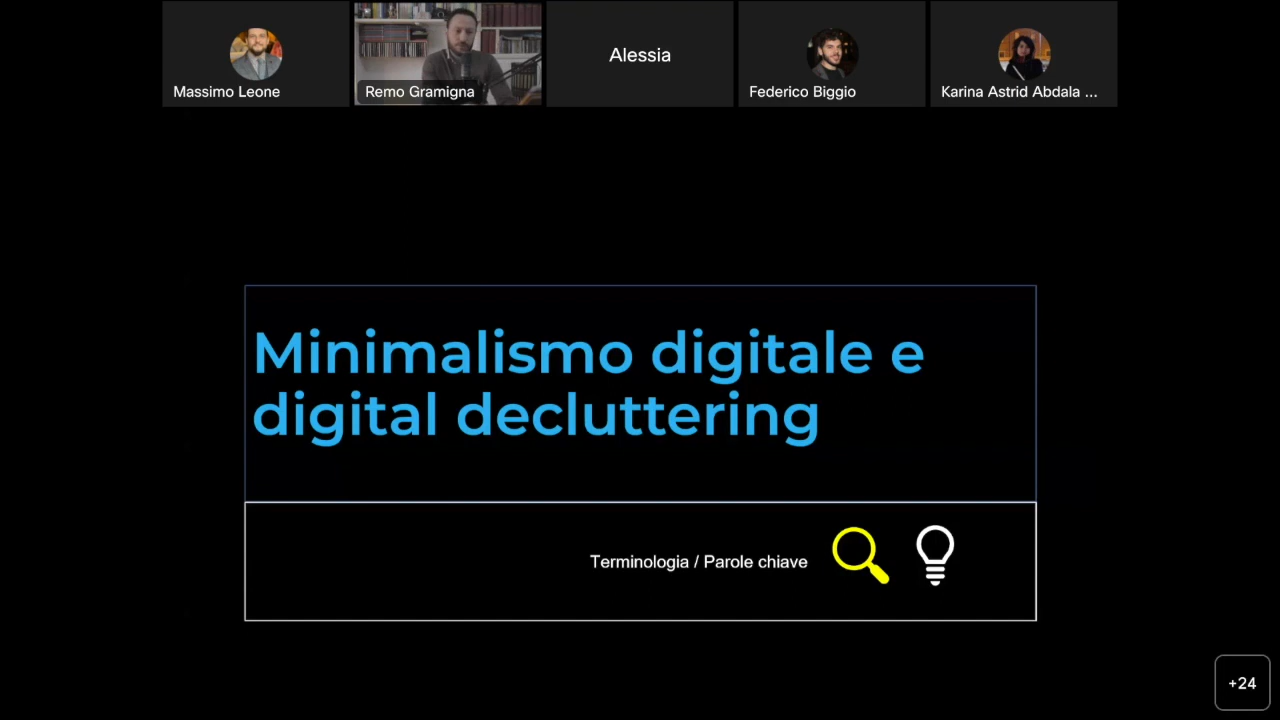 Massimo Leone
Remo Gramigna
Alessia
Federico Biggio
Karina Astrid Abdala ...
Minimalismo digitale e
digital decluttering
Terminologia / Parole chiave
+24